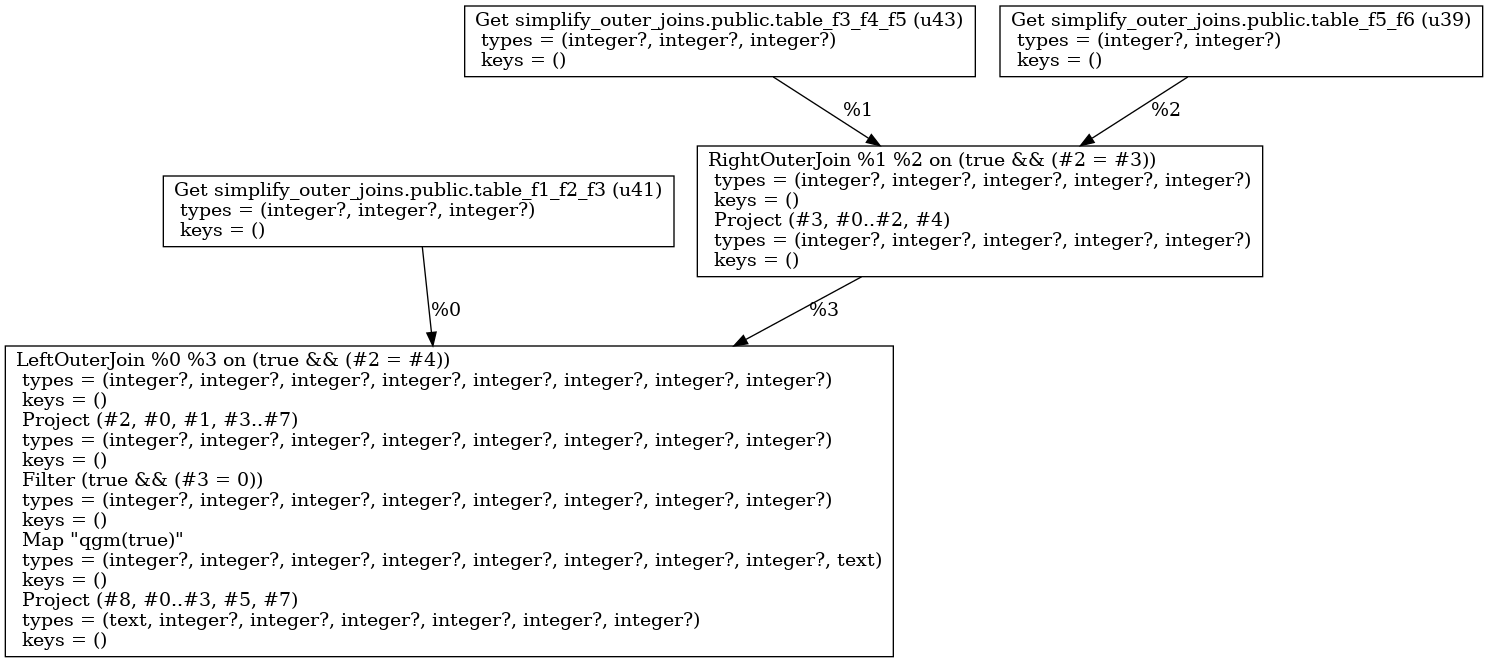 Get simplify_outer_joins.public.table_f3_f4_f5 (u43)
types = (integer?, integer?, integer?)
keys = ()
Get simplify_outer_joins.public.table_f5_f6 (u39)
types = (integer?, integer?)
keys = ()
%1
%2
RightOuterJoin %1 %2 on (true && (#2 = #3))
types = (integer?, integer?, integer?, integer?, integer?)
keys = ()
Project (#3, #0..#2, #4)
types = (integer?, integer?, integer?, integer?, integer?)
keys = ()
Get simplify_outer_joins.public.table_f1_f2_f3 (u41)
types = (integer?, integer?, integer?)
keys = ()
%0
%3
LeftOuterJoin %0 %3 on (true && (#2 = #4))
types = (integer?, integer?, integer?, integer?, integer?, integer?, integer?, integer?)
keys = ()
Project (#2, #0, #1, #3..#7)
types = (integer?, integer?, integer?, integer?, integer?, integer?, integer?, integer?)
keys = ()
Filter (true && (#3 = 0))
types = (integer?, integer?, integer?, integer?, integer?, integer?, integer?, integer?)
keys = ()
Map "qgm(true)"
types = (integer?, integer?, integer?, integer?, integer?, integer?, integer?, integer?, text)
keys = ()
Project (#8, #0..#3, #5, #7)
types = (text, integer?, integer?, integer?, integer?, integer?, integer?)
keys = ()